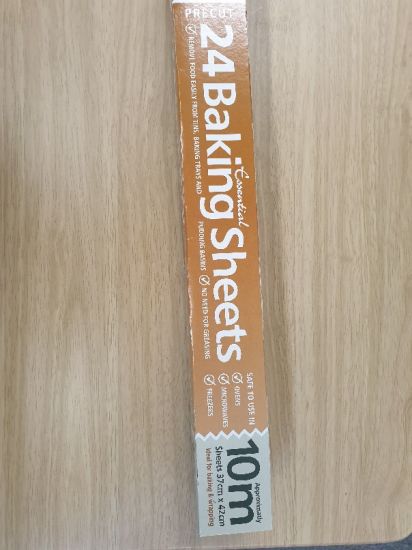 PRECUT
24 Baking Sheets
Essential
REMOVE FOOD EASILY FROM TINS, BAKING TRAYS AND
PUDDING BASINS
NO NEED FOR GREASING
SAFE TO USE IN
OVENS
MICROWAVES
FREEZERS
Approximately
10m
Sheets 37cm x 42cm
Ideal for baking & wrapping